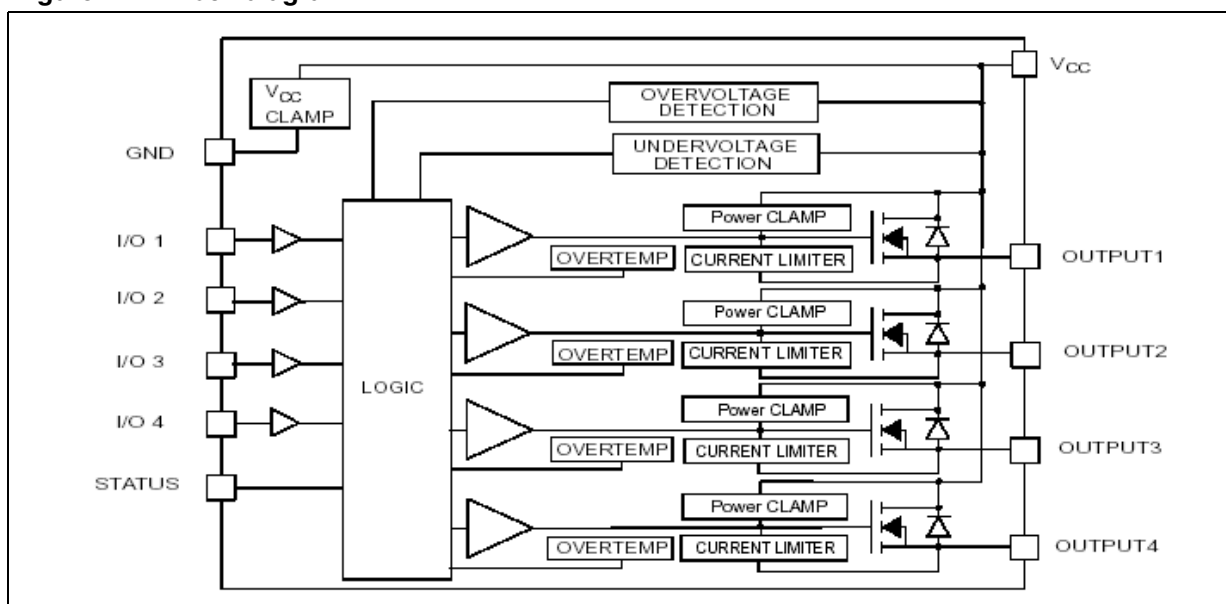 VCC
VCC
CLAMP
OVERVOLTAGE
DETECTION
GND
UNDERVOLTAGE
DETECTION
I/O 1
Power CLAMP
OVERTEMP
CURRENT LIMITER
OUTPUT1
I/O 2
Power CLAMP
OVERTEMP
CURRENT LIMITER
OUTPUT2
I/O 3
LOGIC
Power CLAMP
OVERTEMP
CURRENT LIMITER
OUTPUT3
I/O 4
STATUS
Power CLAMP
OVERTEMP
CURRENT LIMITER
OUTPUT4